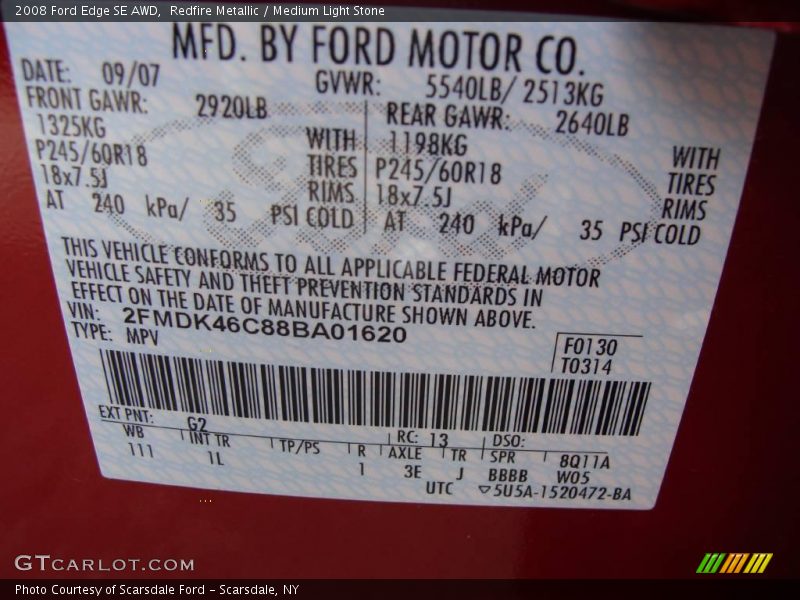 2008 Ford Edge SE AWD, Redfire Metallic / Medium Light Stone
MFD. BY FORD MOTOR CO.
DATE: 09/07 GVWR: 5540LB/ 2513KG
FRONT GAWR: 2920LB REAR GAWR: 2640LB
1325KG WITH 1198KG WITH
P245/60R18 TIRES P245/60R18 TIRES
18x7.5J RIMS 18x7.5J RIMS
AT 240 kPa/ 35 PSI COLD AT 240 kPa/ 35 PSI COLD
THIS VEHICLE CONFORMS TO ALL APPLICABLE FEDERAL MOTOR
VEHICLE SAFETY AND THEFT PREVENTION STANDARDS IN
EFFECT ON THE DATE OF MANUFACTURE SHOWN ABOVE.
VIN: 2FMDK46C88BA01620
TYPE: MPV
F0130
T0314
EXT PNT: G2 RC: 13 DSO:
WB INT TR TP/PS R AXLE TR SPR 8Q11A
111 1L 1 3E J BBBB W05
UTC ▽5U5A-1520472-BA
Ford
GTCARLOT.COM
Photo Courtesy of Scarsdale Ford – Scarsdale, NY